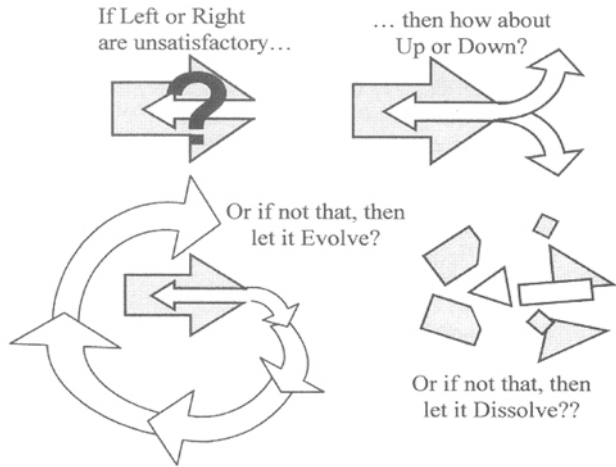 If Left or Right
are unsatisfactory…
… then how about
Up or Down?
?
Or if not that, then
let it Evolve?
Or if not that, then
let it Dissolve??